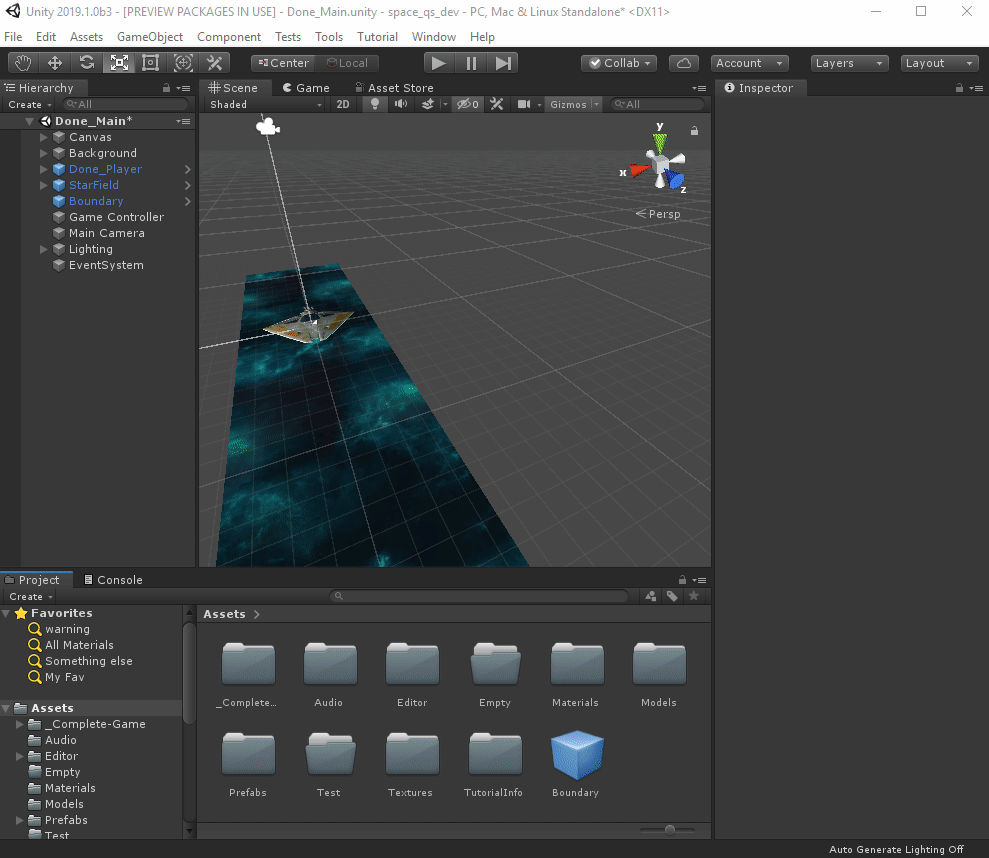 Unity 2019.1.0b3 - [PREVIEW PACKAGES IN USE] - Done_Main.unity - space_qs_dev - PC, Mac & Linux Standalone* <DX11>
File Edit Assets GameObject Component Tests Tools Tutorial Window Help
Center Local Collab Account Layers Layout
Hierarchy Scene Game Asset Store Inspector
Create All Shaded 2D 0 Gizmos All
Done_Main*
Canvas
Background
Done_Player
StarField
Boundary
Game Controller
Main Camera
Lighting
EventSystem
y
x
z
Persp
Project Console
Create
Favorites
warning
All Materials
Something else
My Fav
Assets
_Complete-Game
Audio
Editor
Empty
Materials
Models
Prefabs
Test
Assets
_Complete... Audio Editor Empty Materials Models
Prefabs Test Textures TutorialInfo Boundary
Auto Generate Lighting Off